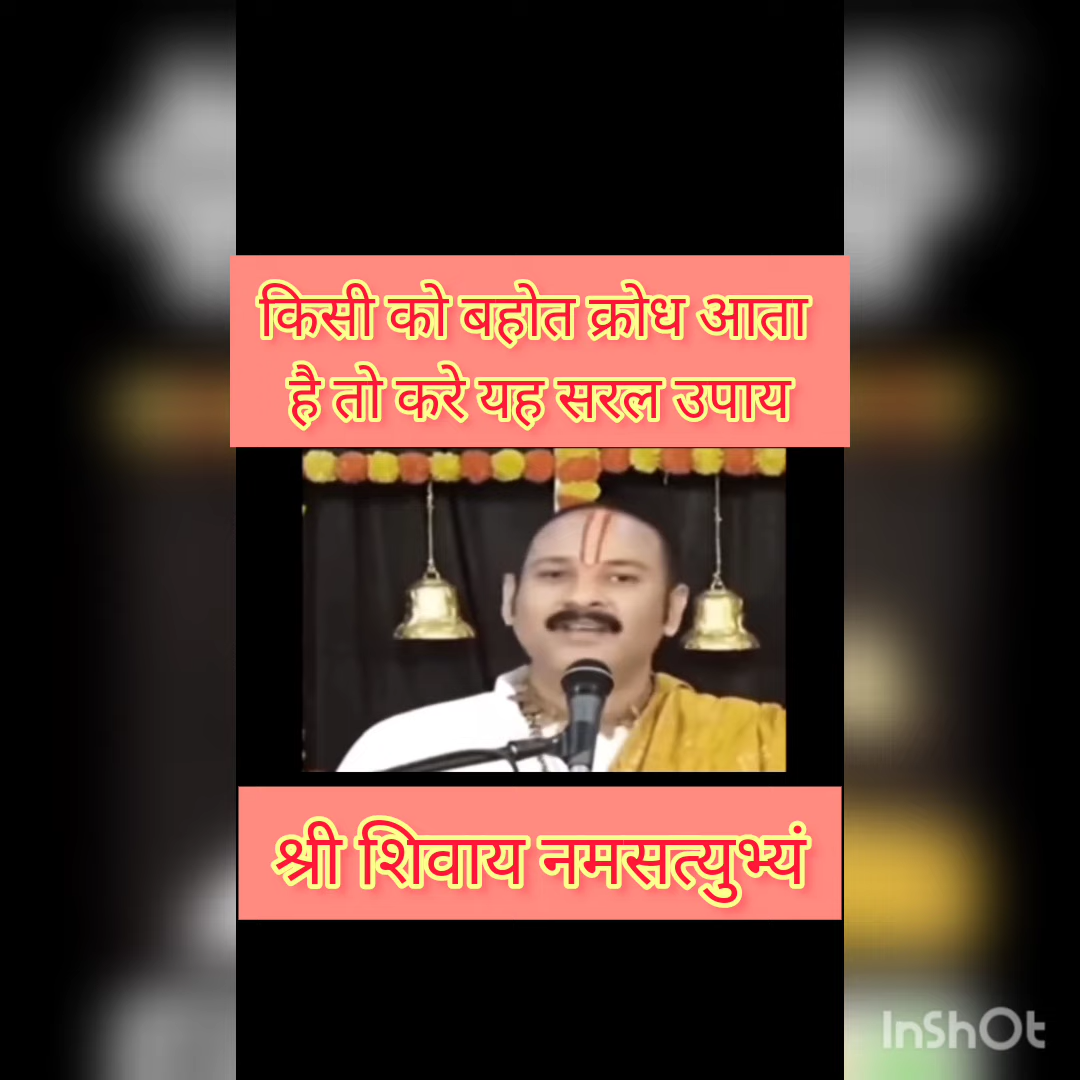 किसी को बहोत क्रोध आता
है तो करे यह सरल उपाय
श्री शिवाय नमसत्युभ्यं
InShOt